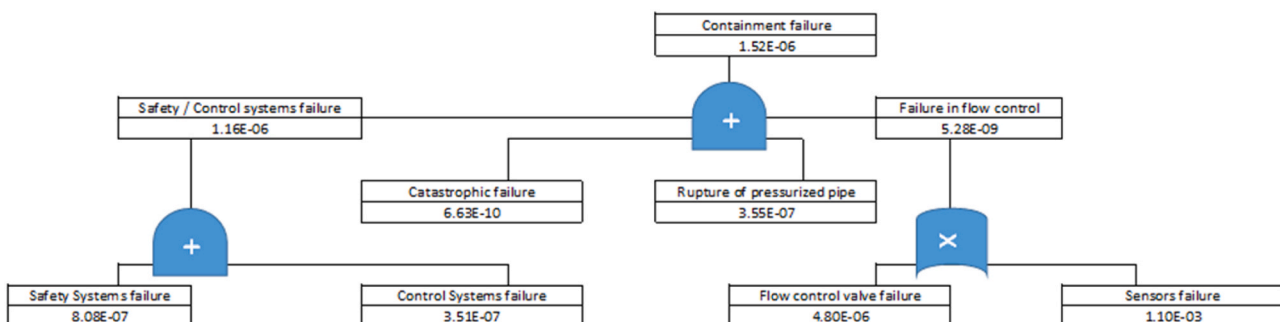 Containment failure
1.52E-06
Safety / Control systems failure
1.16E-06
+
Failure in flow control
5.28E-09
Catastrophic failure
6.63E-10
Rupture of pressurized pipe
3.55E-07
+
X
Safety Systems failure
8.08E-07
Control Systems failure
3.51E-07
Flow control valve failure
4.80E-06
Sensors failure
1.10E-03